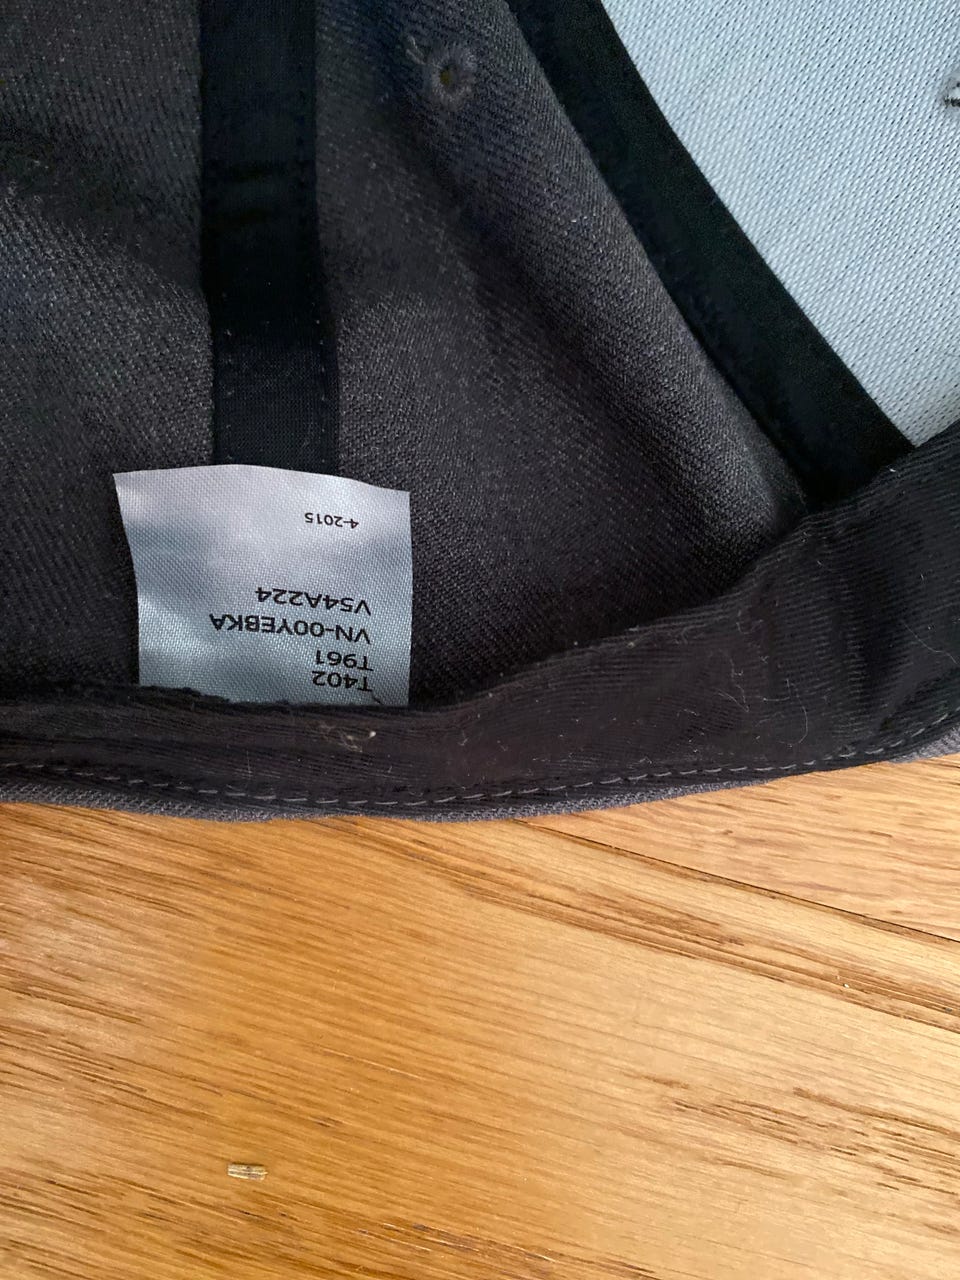 T402
T961
VN-00YEBKA
V54A224
4-2015